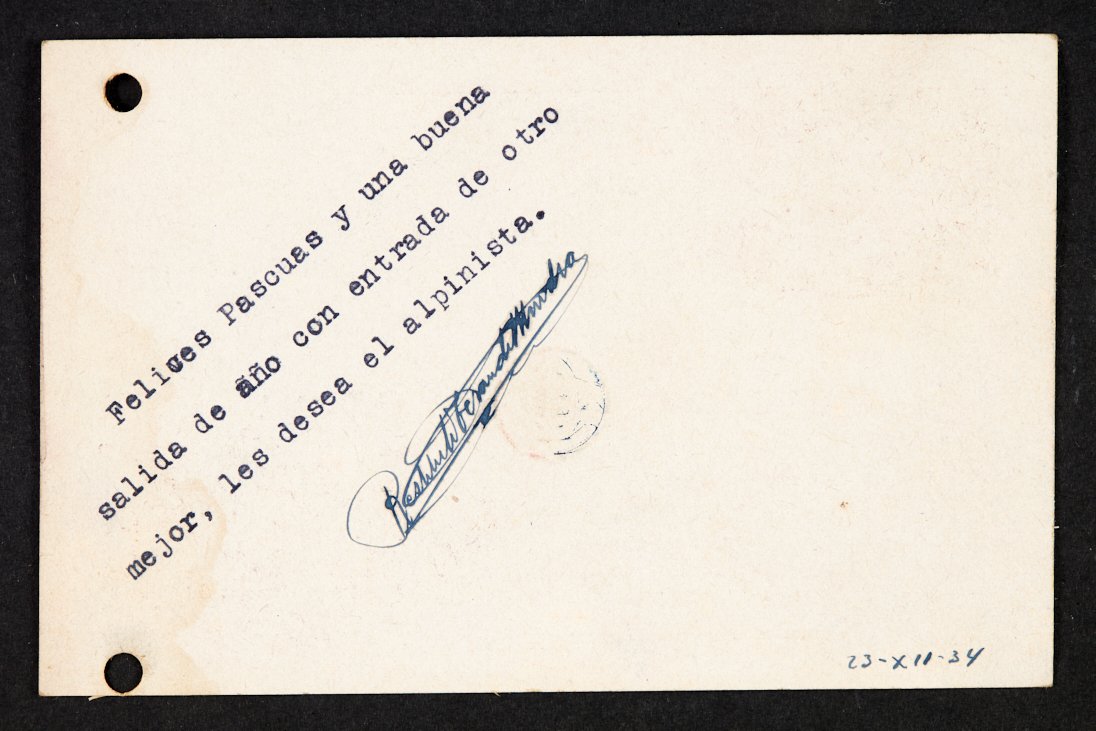 Felices Pascuas y una buena
salida de año con entrada de otro
mejor, les desea el alpinista.
23-XII-34